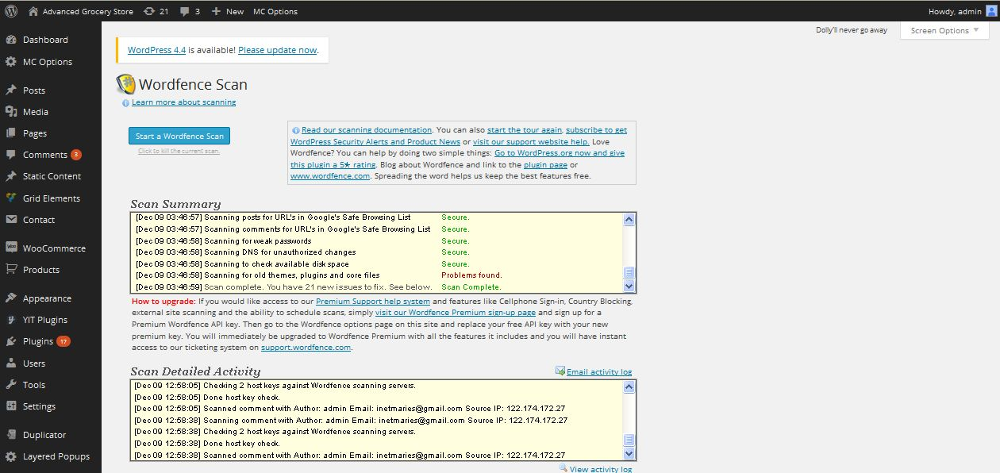 Advanced Grocery Store 21 3 New MC Options Howdy, admin
Dolly'll never go away Screen Options
Dashboard
MC Options
Posts
Media
Pages
Comments 3
Static Content
Grid Elements
Contact
WooCommerce
Products
Appearance
YIT Plugins
Plugins 17
Users
Tools
Settings
Duplicator
Layered Popups
WordPress 4.4 is available! Please update now.
Wordfence Scan
Learn more about scanning
Start a Wordfence Scan
Click to kill the current scan.
Read our scanning documentation. You can also start the tour again, subscribe to get
WordPress Security Alerts and Product News or visit our support website help. Love
Wordfence? You can help by doing two simple things: Go to WordPress.org now and give
this plugin a 5★ rating. Blog about Wordfence and link to the plugin page or
www.wordfence.com. Spreading the word helps us keep the best features free.
Scan Summary
[Dec 09 03:46:57] Scanning posts for URL's in Google's Safe Browsing List Secure.
[Dec 09 03:46:57] Scanning comments for URL's in Google's Safe Browsing List Secure.
[Dec 09 03:46:58] Scanning for weak passwords Secure.
[Dec 09 03:46:58] Scanning DNS for unauthorized changes Secure.
[Dec 09 03:46:58] Scanning to check available disk space Secure.
[Dec 09 03:46:58] Scanning for old themes, plugins and core files Problems found.
[Dec 09 03:46:59] Scan complete. You have 21 new issues to fix. See below. Scan Complete.
How to upgrade: If you would like access to our Premium Support help system and features like Cellphone Sign-in, Country Blocking,
external site scanning and the ability to schedule scans, simply visit our Wordfence Premium sign-up page and sign up for a
Premium Wordfence API key. Then go to the Wordfence options page on this site and replace your free API key with your new
premium key. You will immediately be upgraded to Wordfence Premium with all the features it includes and you will have instant
access to our ticketing system on support.wordfence.com.
Scan Detailed Activity Email activity log
[Dec 09 12:58:05] Checking 2 host keys against Wordfence scanning servers.
[Dec 09 12:58:05] Done host key check.
[Dec 09 12:58:05] Scanned comment with Author: admin Email: inetmaries@gmail.com Source IP: 122.174.172.27
[Dec 09 12:58:38] Scanning comment with Author: admin Email: inetmaries@gmail.com Source IP: 122.174.172.27
[Dec 09 12:58:38] Checking 2 host keys against Wordfence scanning servers.
[Dec 09 12:58:38] Done host key check.
[Dec 09 12:58:38] Scanned comment with Author: admin Email: inetmaries@gmail.com Source IP: 122.174.172.27
View activity log